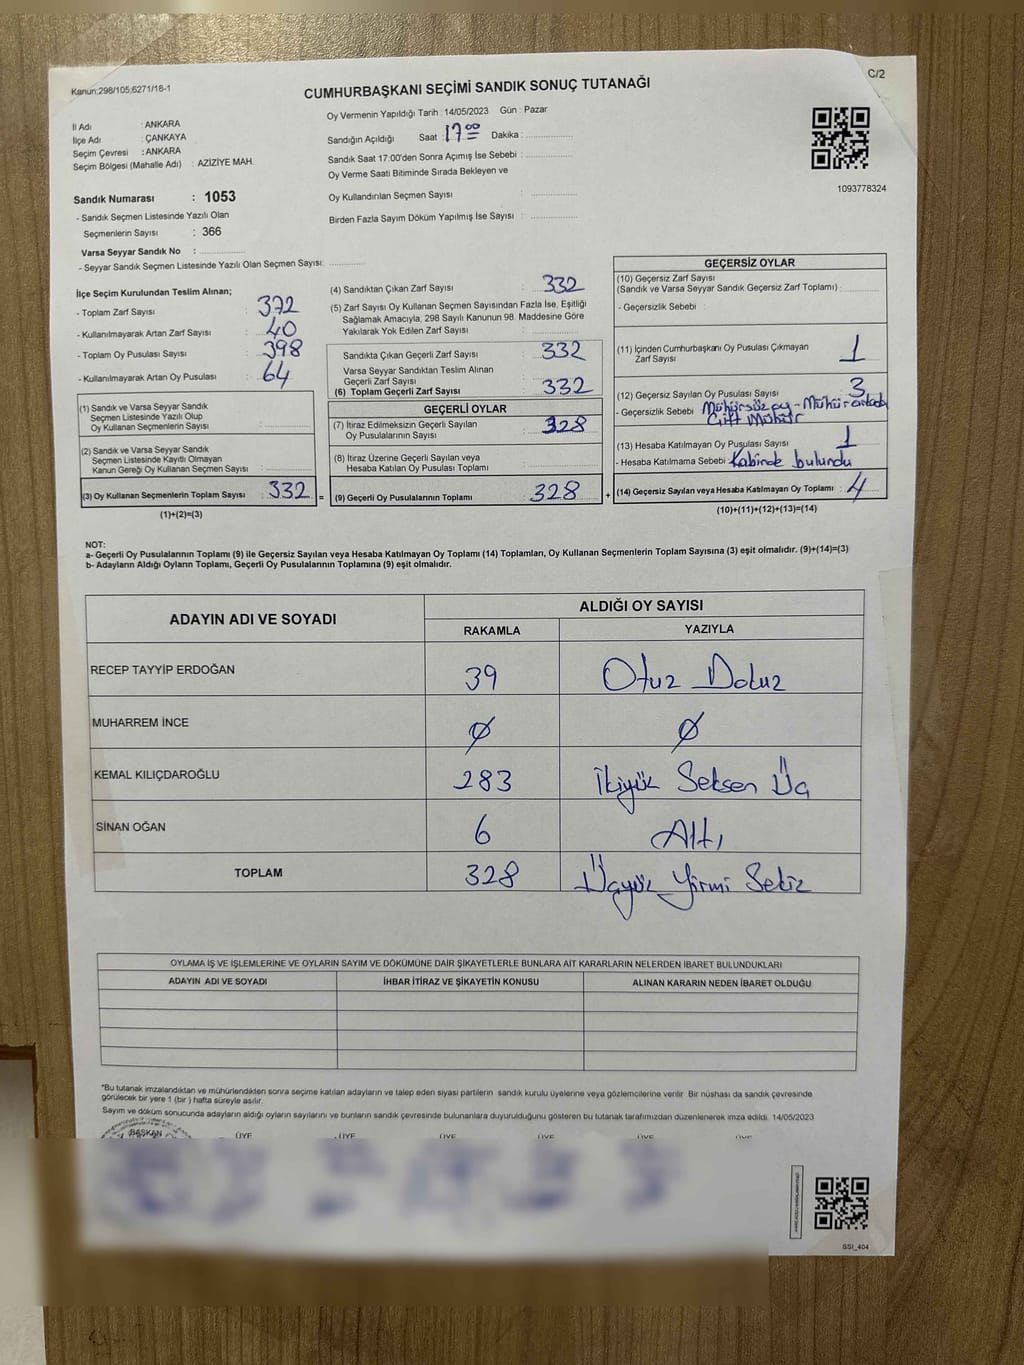 Kanun;298/105;6271/18-1
C/2
CUMHURBAŞKANI SEÇİMİ SANDIK SONUÇ TUTANAĞI
İl Adı : ANKARA
İlçe Adı : ÇANKAYA
Seçim Çevresi : ANKARA
Seçim Bölgesi (Mahalle Adı) : AZİZİYE MAH.
Sandık Numarası : 1053
- Sandık Seçmen Listesinde Yazılı Olan
Seçmenlerin Sayısı : 366
Varsa Seyyar Sandık No :
- Seyyar Sandık Seçmen Listesinde Yazılı Olan Seçmen Sayısı:
Oy Vermenin Yapıldığı Tarih : 14/05/2023 Gün : Pazar
Sandığın Açıldığı Saat 17 00 Dakika :
Sandık Saat 17:00'den Sonra Açımış İse Sebebi :
Oy Verme Saati Bitiminde Sırada Bekleyen ve
Oy Kullandırılan Seçmen Sayısı :
Birden Fazla Sayım Döküm Yapılmış İse Sayısı :
1093778324
İlçe Seçim Kurulundan Teslim Alınan;
- Toplam Zarf Sayısı : 372
- Kullanılmayarak Artan Zarf Sayısı : 40
- Toplam Oy Pusulası Sayısı : 398
- Kullanılmayarak Artan Oy Pusulası : 64
(1) Sandık ve Varsa Seyyar Sandık
Seçmen Listesinde Yazılı Olup
Oy Kullanan Seçmenlerin Sayısı :
(2) Sandık ve Varsa Seyyar Sandık
Seçmen Listesinde Kayıtlı Olmayan
Kanun Gereği Oy Kullanan Seçmen Sayısı :
(3) Oy Kullanan Seçmenlerin Toplam Sayısı : 332 =
(1)+(2)=(3)
(4) Sandıktan Çıkan Zarf Sayısı : 332
(5) Zarf Sayısı Oy Kullanan Seçmen Sayısından Fazla İse, Eşitliği
Sağlamak Amacıyla, 298 Sayılı Kanunun 98. Maddesine Göre
Yakılarak Yok Edilen Zarf Sayısı :
Sandıkta Çıkan Geçerli Zarf Sayısı : 332
Varsa Seyyar Sandıktan Teslim Alınan
Geçerli Zarf Sayısı :
(6) Toplam Geçerli Zarf Sayısı : 332
GEÇERLİ OYLAR
(7) İtiraz Edilmeksizin Geçerli Sayılan
Oy Pusulalarının Sayısı : 328
(8) İtiraz Üzerine Geçerli Sayılan veya
Hesaba Katılan Oy Pusulası Toplamı :
(9) Geçerli Oy Pusulalarının Toplamı : 328 +
GEÇERSİZ OYLAR
(10) Geçersiz Zarf Sayısı
(Sandık ve Varsa Seyyar Sandık Geçersiz Zarf Toplamı) :
- Geçersizlik Sebebi :
(11) İçinden Cumhurbaşkanı Oy Pusulası Çıkmayan
Zarf Sayısı : 1
(12) Geçersiz Sayılan Oy Pusulası Sayısı : 3
- Geçersizlik Sebebi Mühürsüz oy - Mühür ortada
Çift Mühür
(13) Hesaba Katılmayan Oy Pusulası Sayısı : 1
- Hesaba Katılmama Sebebi Kabinde bulundu
(14) Geçersiz Sayılan veya Hesaba Katılmayan Oy Toplamı : 4
(10)+(11)+(12)+(13)=(14)
NOT:
a- Geçerli Oy Pusulalarının Toplamı (9) ile Geçersiz Sayılan veya Hesaba Katılmayan Oy Toplamı (14) Toplamları, Oy Kullanan Seçmenlerin Toplam Sayısına (3) eşit olmalıdır. (9)+(14)=(3)
b- Adayların Aldığı Oyların Toplamı, Geçerli Oy Pusulalarının Toplamına (9) eşit olmalıdır.
ADAYIN ADI VE SOYADI ALDIĞI OY SAYISI
RAKAMLA YAZIYLA
RECEP TAYYİP ERDOĞAN 39 Otuz Dokuz
MUHARREM İNCE Ø Ø
KEMAL KILIÇDAROĞLU 283 İkiyüz Seksen Üç
SİNAN OĞAN 6 Altı
TOPLAM 328 Üçyüz Yirmi Sekiz
OYLAMA İŞ VE İŞLEMLERİNE VE OYLARIN SAYIM VE DÖKÜMÜNE DAİR ŞİKAYETLERLE BUNLARA AİT KARARLARIN NELERDEN İBARET BULUNDUKLARI
ADAYIN ADI VE SOYADI İHBAR İTİRAZ VE ŞİKAYETİN KONUSU ALINAN KARARIN NEDEN İBARET OLDUĞU
*Bu tutanak imzalandıktan ve mühürlendikten sonra seçime katılan adayların ve talep eden siyasi partilerin sandık kurulu üyelerine veya gözlemcilerine verilir. Bir nüshası da sandık çevresinde
görülecek bir yere 1 (bir) hafta süreyle asılır.
Sayım ve döküm sonucunda adayların aldığı oyların sayılarını ve bunların sandık çevresinde bulunanlara duyurulduğunu gösteren bu tutanak tarafımızdan düzenlenerek imza edildi. 14/05/2023
BAŞKAN ÜYE ÜYE ÜYE ÜYE ÜYE ÜYE
SSI_404